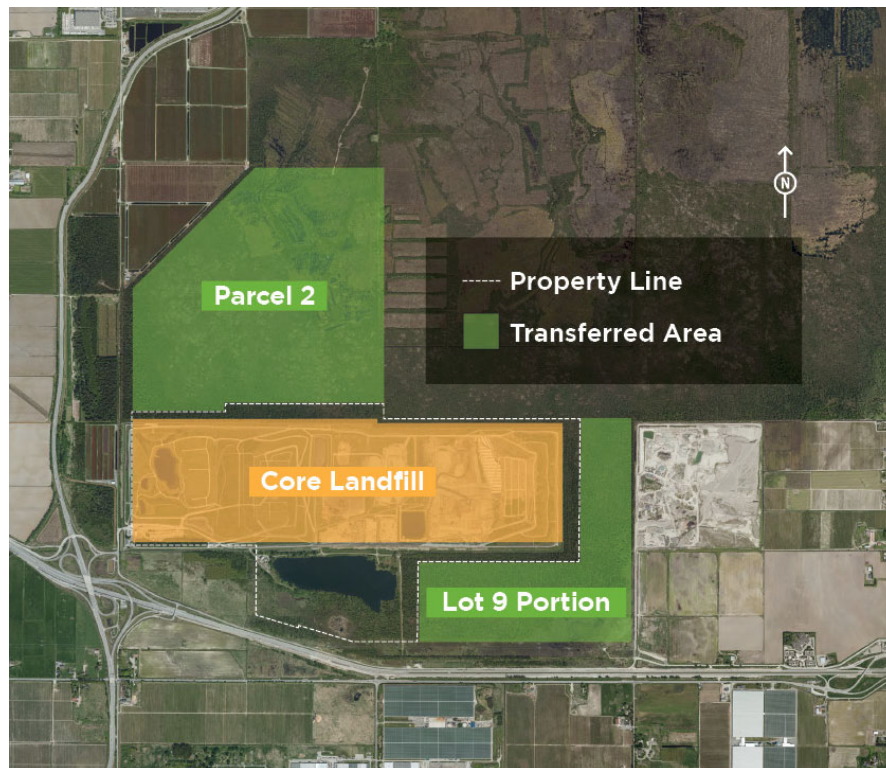 N
Parcel 2
Property Line
Transferred Area
Core Landfill
Lot 9 Portion